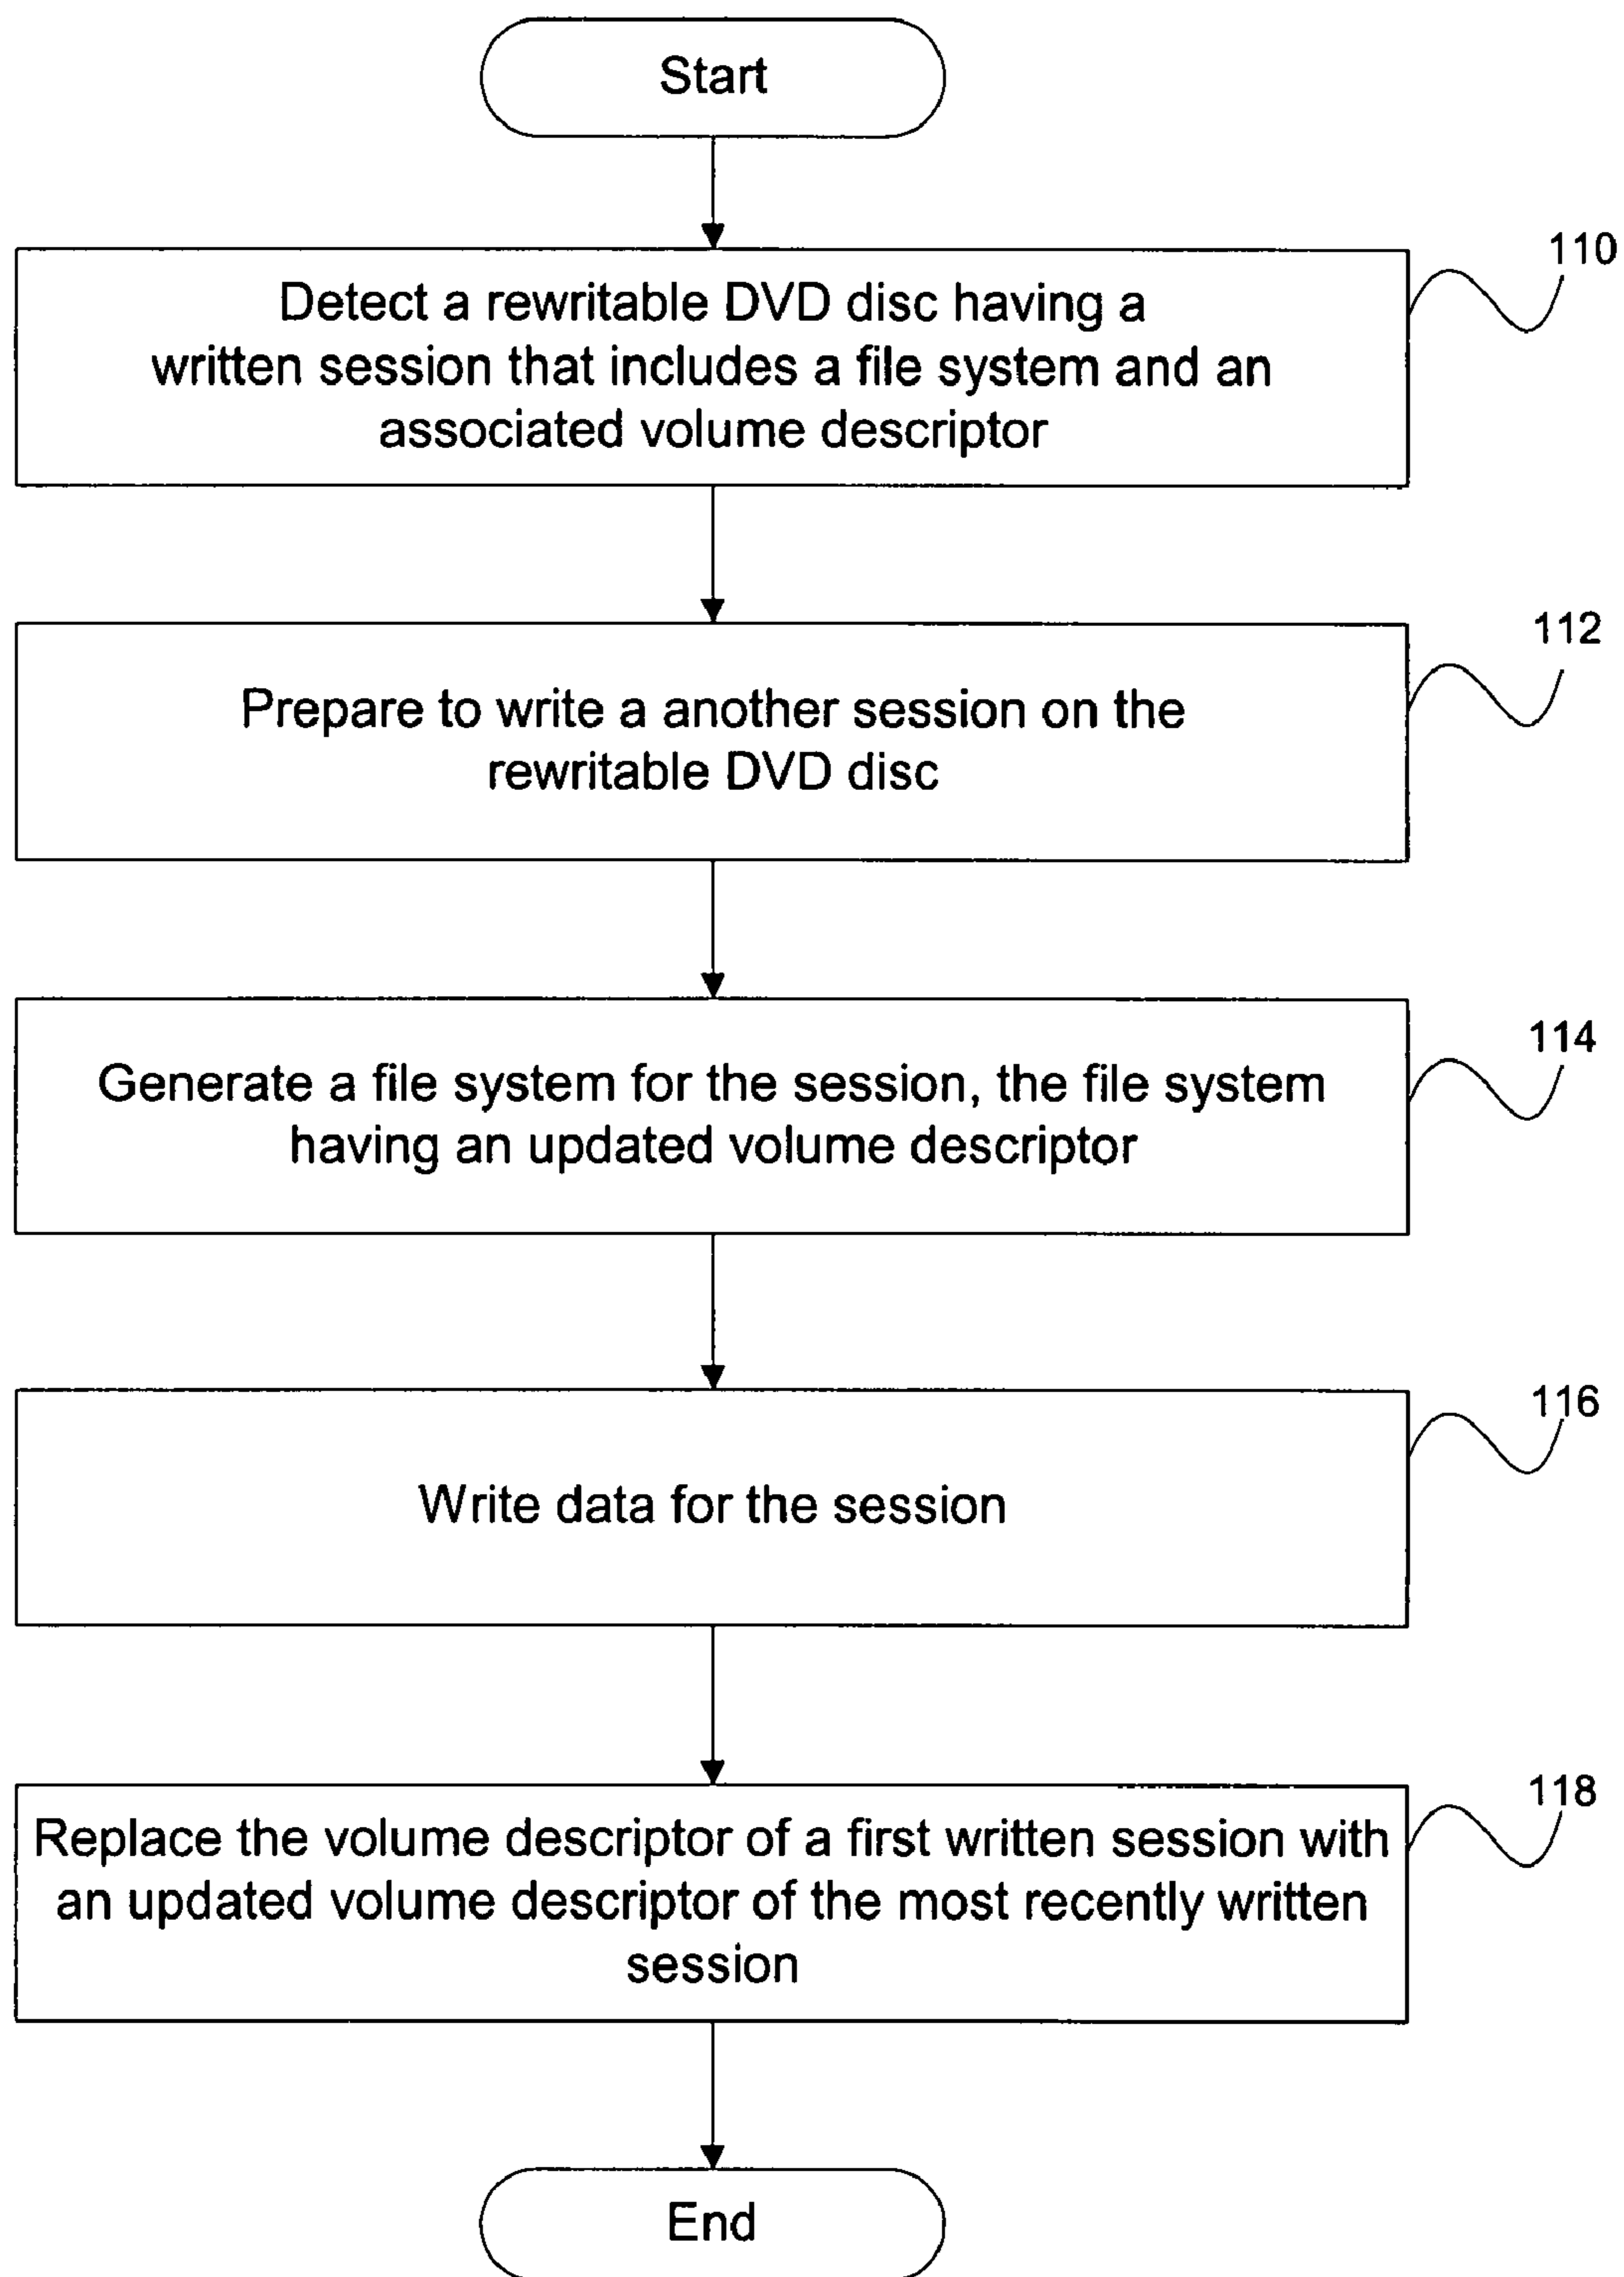 Start
110
Detect a rewritable DVD disc having a
written session that includes a file system and an
associated volume descriptor
112
Prepare to write a another session on the
rewritable DVD disc
114
Generate a file system for the session, the file system
having an updated volume descriptor
116
Write data for the session
118
Replace the volume descriptor of a first written session with
an updated volume descriptor of the most recently written
session
End